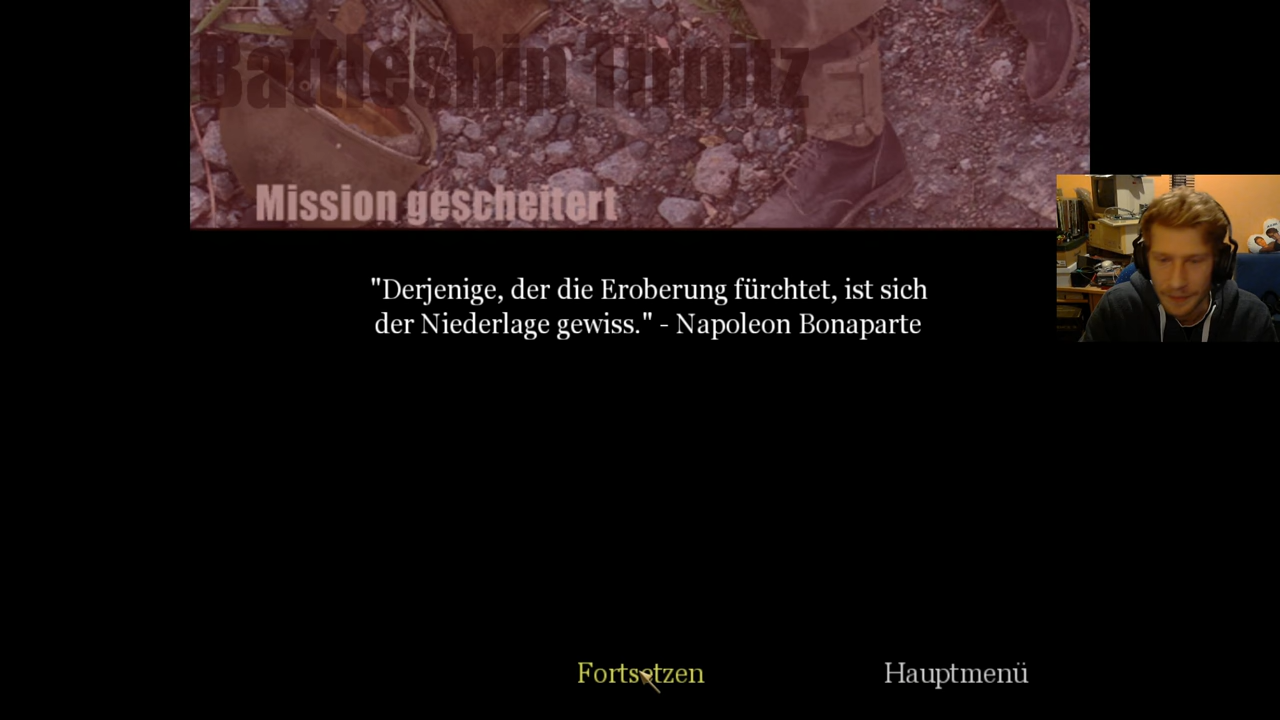 Battleship Tirpitz
Mission gescheitert
"Derjenige, der die Eroberung fürchtet, ist sich
der Niederlage gewiss." - Napoleon Bonaparte
Fortsetzen
Hauptmenü